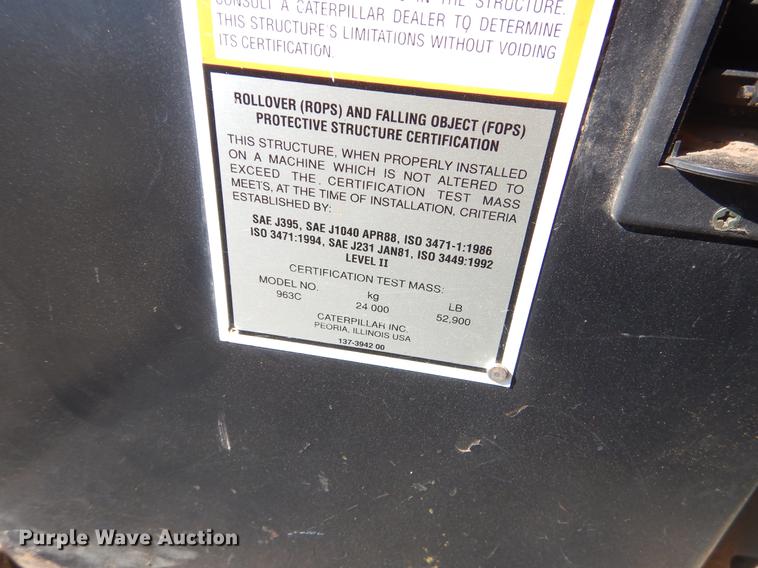 IN THE STRUCTURE.
CONSULT A CATERPILLAR DEALER TO DETERMINE
THIS STRUCTURE'S LIMITATIONS WITHOUT VOIDING
ITS CERTIFICATION.
ROLLOVER (ROPS) AND FALLING OBJECT (FOPS)
PROTECTIVE STRUCTURE CERTIFICATION
THIS STRUCTURE, WHEN PROPERLY INSTALLED
ON A MACHINE WHICH IS NOT ALTERED TO
EXCEED THE CERTIFICATION TEST MASS
MEETS, AT THE TIME OF INSTALLATION, CRITERIA
ESTABLISHED BY:
SAE J395, SAE J1040 APR88, ISO 3471-1:1986
ISO 3471:1994, SAE J231 JAN81, ISO 3449:1992
LEVEL II
CERTIFICATION TEST MASS:
MODEL NO. kg LB
963C 24 000 52,900
CATERPILLAR INC.
PEORIA, ILLINOIS USA
137-3942 00
Purple Wave Auction